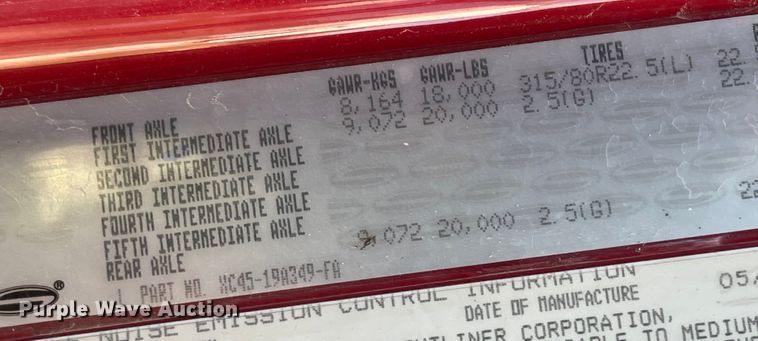 GAWR-KGS GAWR-LBS TIRES
FRONT AXLE 8,164 18,000 315/80R22.5(L) 22.5
FIRST INTERMEDIATE AXLE 9,072 20,000 2.5(G) 22.
SECOND INTERMEDIATE AXLE
THIRD INTERMEDIATE AXLE
FOURTH INTERMEDIATE AXLE
FIFTH INTERMEDIATE AXLE
REAR AXLE 9,072 20,000 2.5(G) 22
PART NO. XC45-19A349-FA
®
NOISE EMISSION CONTROL INFORMATION
DATE OF MANUFACTURE 05
CORPORATION,
TO MEDIUM
Purple Wave Auction